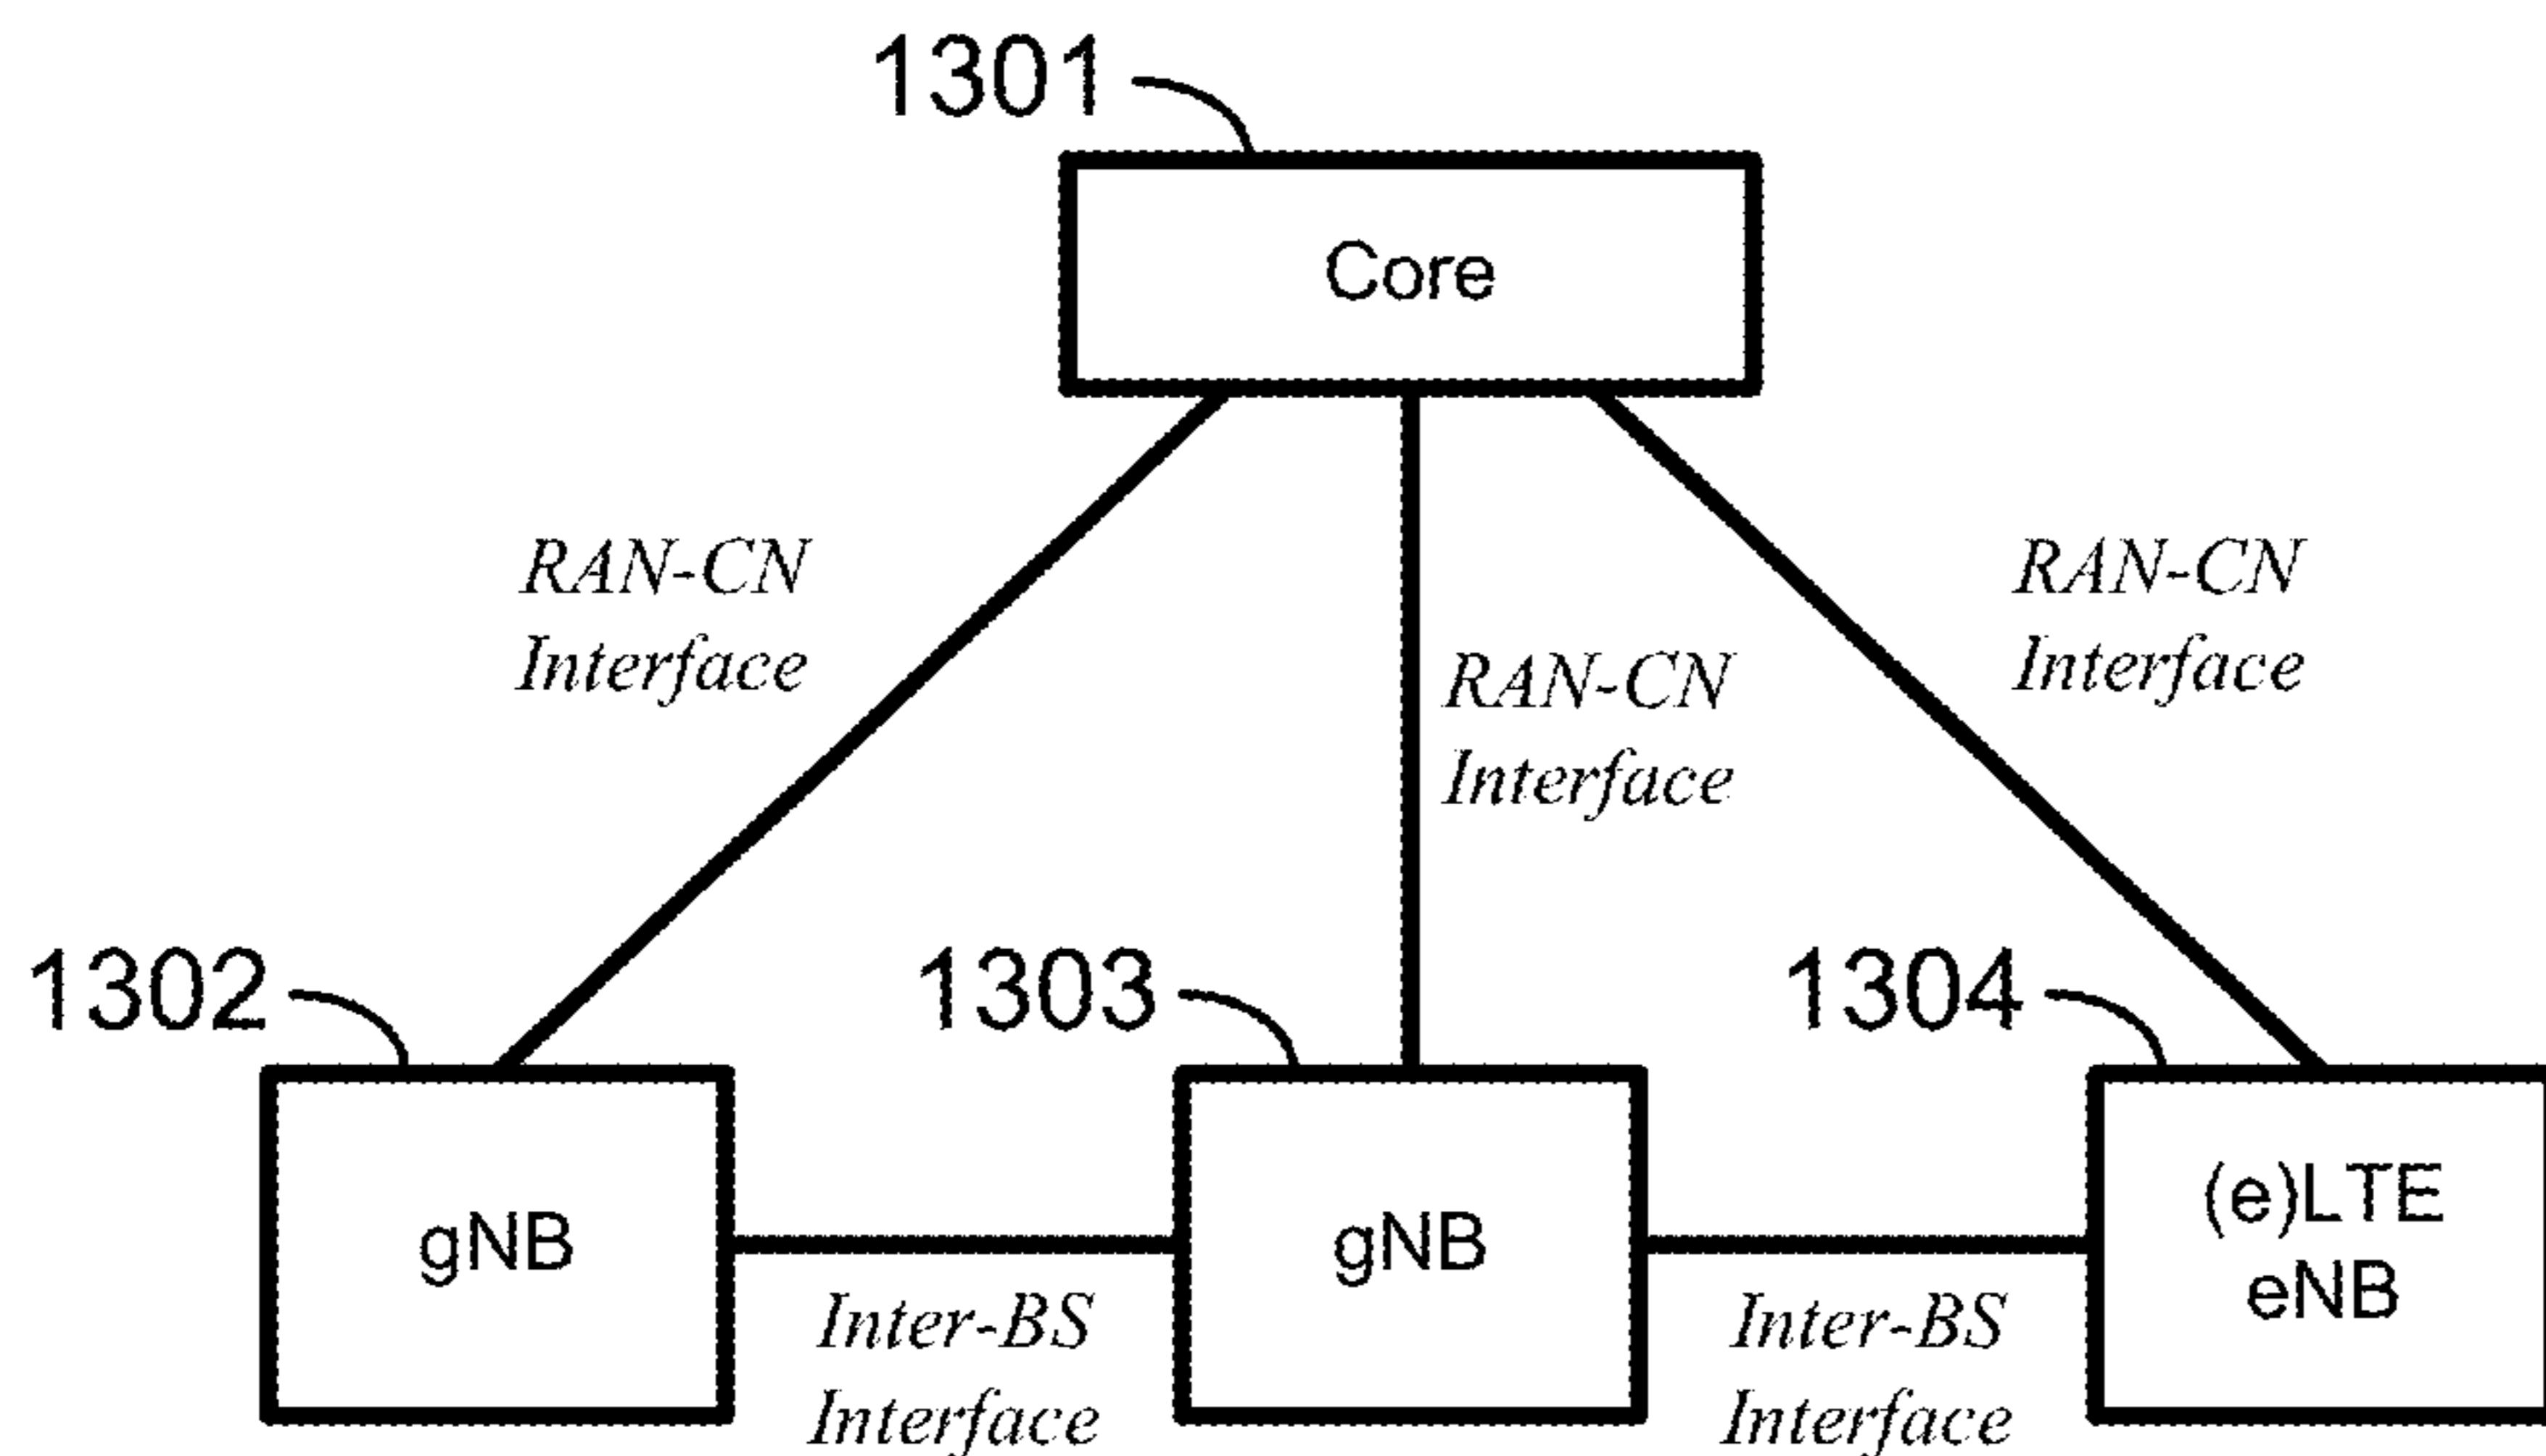 1301
Core
RAN-CN
Interface
RAN-CN
Interface
RAN-CN
Interface
1302
1303
1304
gNB
gNB
(e)LTE
eNB
Inter-BS
Interface
Inter-BS
Interface